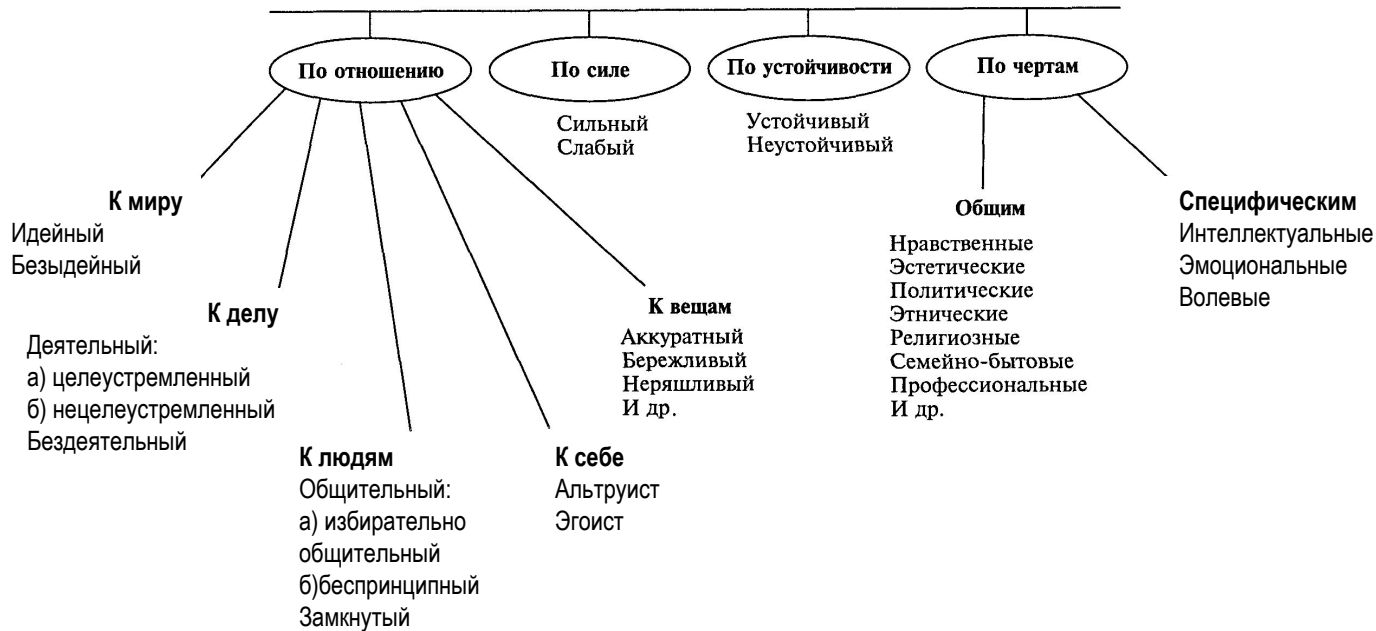 По отношению
По силе
По устойчивости
По чертам
Сильный
Слабый
Устойчивый
Неустойчивый
К миру
Идейный
Безыдейный
К делу
Деятельный:
а) целеустремленный
б) нецелеустремленный
Бездеятельный
К людям
Общительный:
а) избирательно
общительный
б)беспринципный
Замкнутый
К себе
Альтруист
Эгоист
К вещам
Аккуратный
Бережливый
Неряшливый
И др.
Общим
Нравственные
Эстетические
Политические
Этнические
Религиозные
Семейно-бытовые
Профессиональные
И др.
Специфическим
Интеллектуальные
Эмоциональные
Волевые